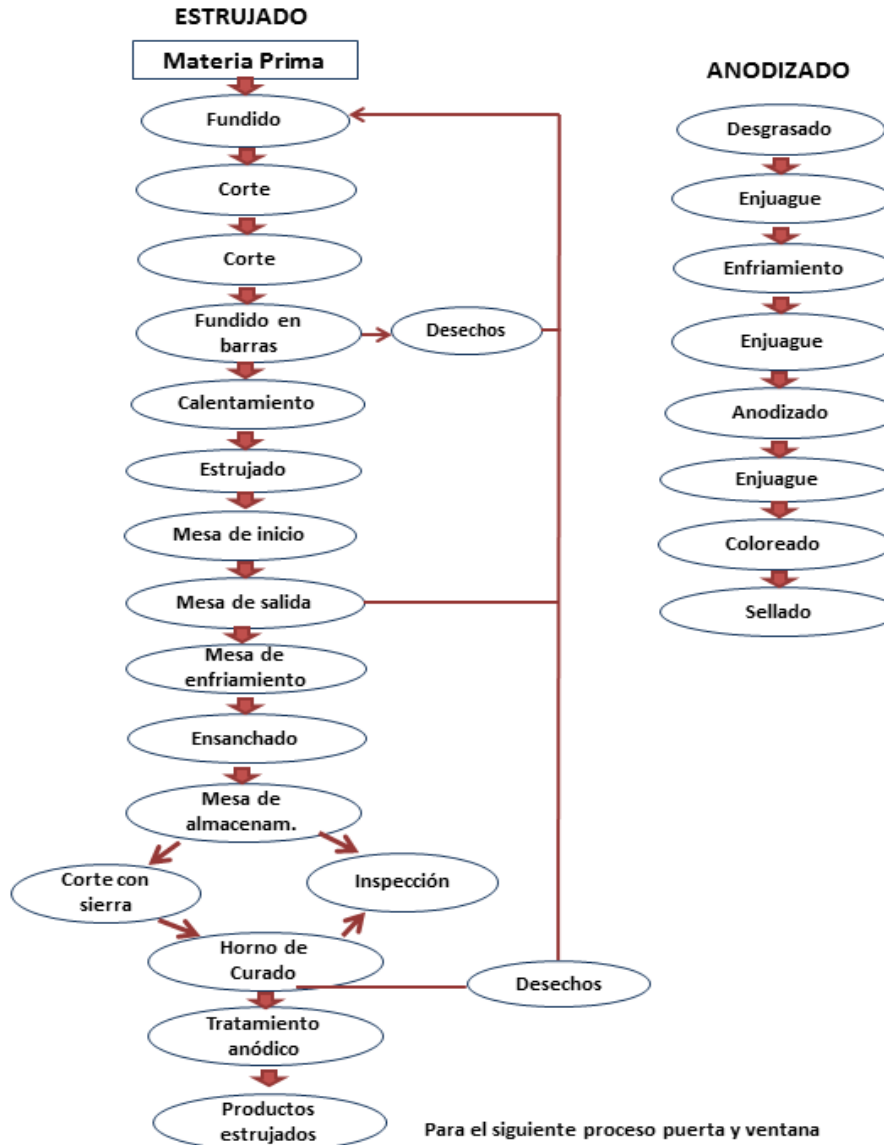 ESTRUJADO
Materia Prima
Fundido
Corte
Corte
Fundido en
barras
Desechos
Calentamiento
Estrujado
Mesa de inicio
Mesa de salida
Mesa de
enfriamiento
Ensanchado
Mesa de
almacenam.
Corte con
sierra
Inspección
Horno de
Curado
Desechos
Tratamiento
anódico
Productos
estrujados
Para el siguiente proceso puerta y ventana
ANODIZADO
Desgrasado
Enjuague
Enfriamiento
Enjuague
Anodizado
Enjuague
Coloreado
Sellado